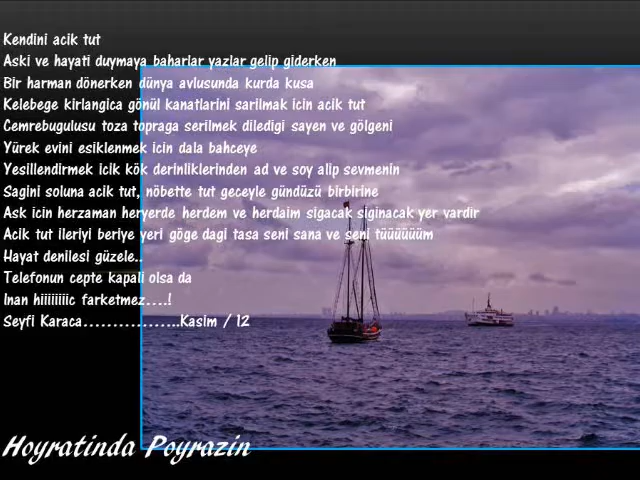 Kendini acik tut
Aski ve hayati duymaya baharlar yazlar gelip giderken
Bir harman dönerken dünya avlusunda kurda kusa
Kelebege kirlangica gönül kanatlarini sarilmak icin acik tut
Cemrebugulusu toza topraga serilmek diledigi sayen ve gölgeni
Yürek evini esiklenmek icin dala bahceye
Yesillendirmek icik kök derinliklerinden ad ve soy alip sevmenin
Sagini soluna acik tut, nöbette tut geceyle gündüzü birbirine
Ask icin herzaman heryerde herdem ve herdaim sigacak siginacak yer vardir
Acik tut ileriyi beriye yeri göge dagi tasa seni sana ve seni tüüüüüüm
Hayat denilesi güzele..
Telefonun cepte kapali olsa da
Inan hiiiiiiiic farketmez....!
Seyfi Karaca..................Kasim / 12
Hoyratinda Poyrazin